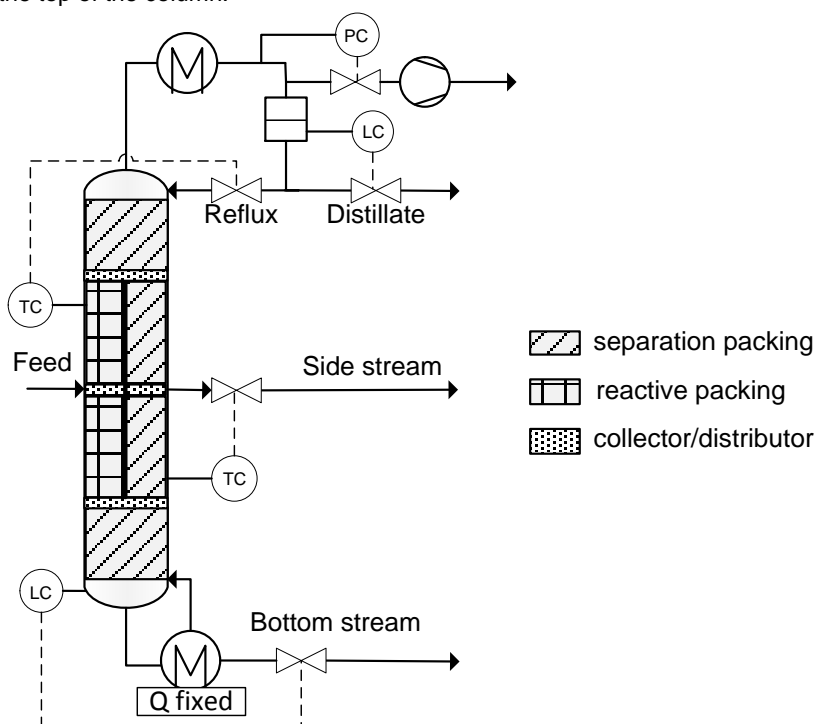 the top of the column.
PC
LC
Reflux
Distillate
TC
Feed
Side stream
separation packing
reactive packing
collector/distributor
TC
LC
Bottom stream
Q fixed